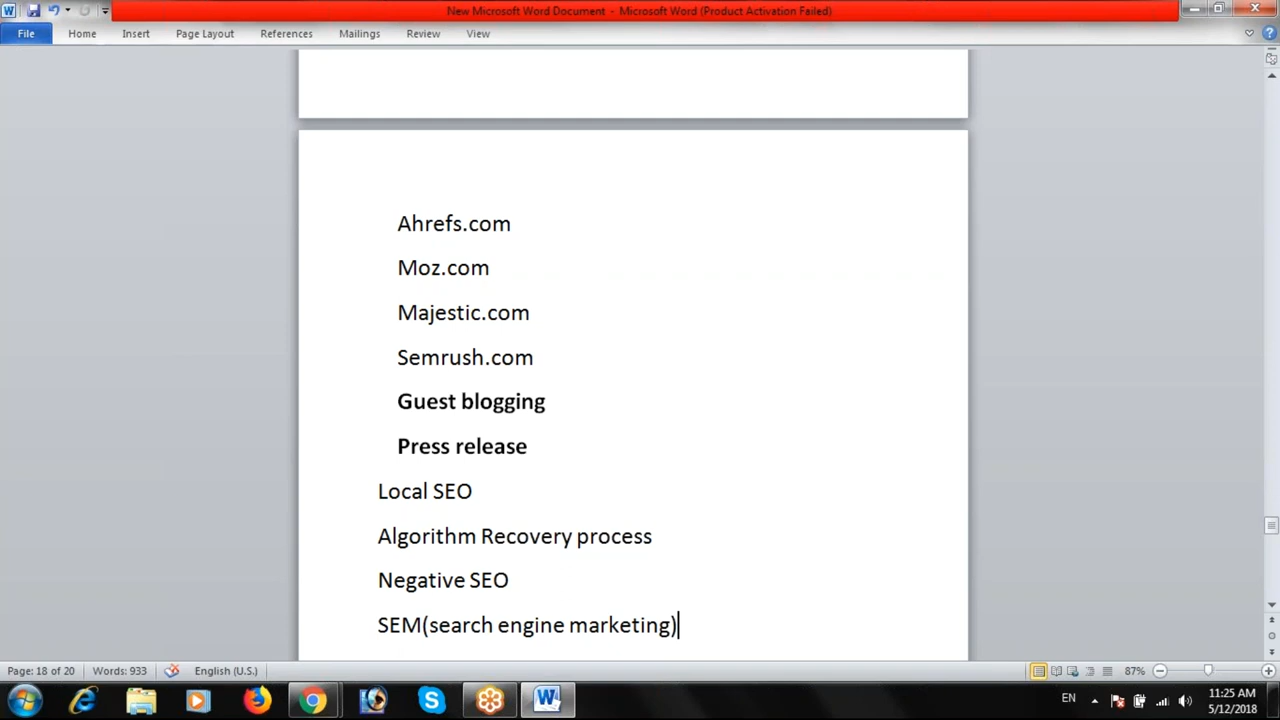 New Microsoft Word Document - Microsoft Word (Product Activation Failed)
File Home Insert Page Layout References Mailings Review View
Ahrefs.com
Moz.com
Majestic.com
Semrush.com
Guest blogging
Press release
Local SEO
Algorithm Recovery process
Negative SEO
SEM(search engine marketing)
Page: 18 of 20 Words: 933 English (U.S.) 87%
EN 11:25 AM
5/12/2018